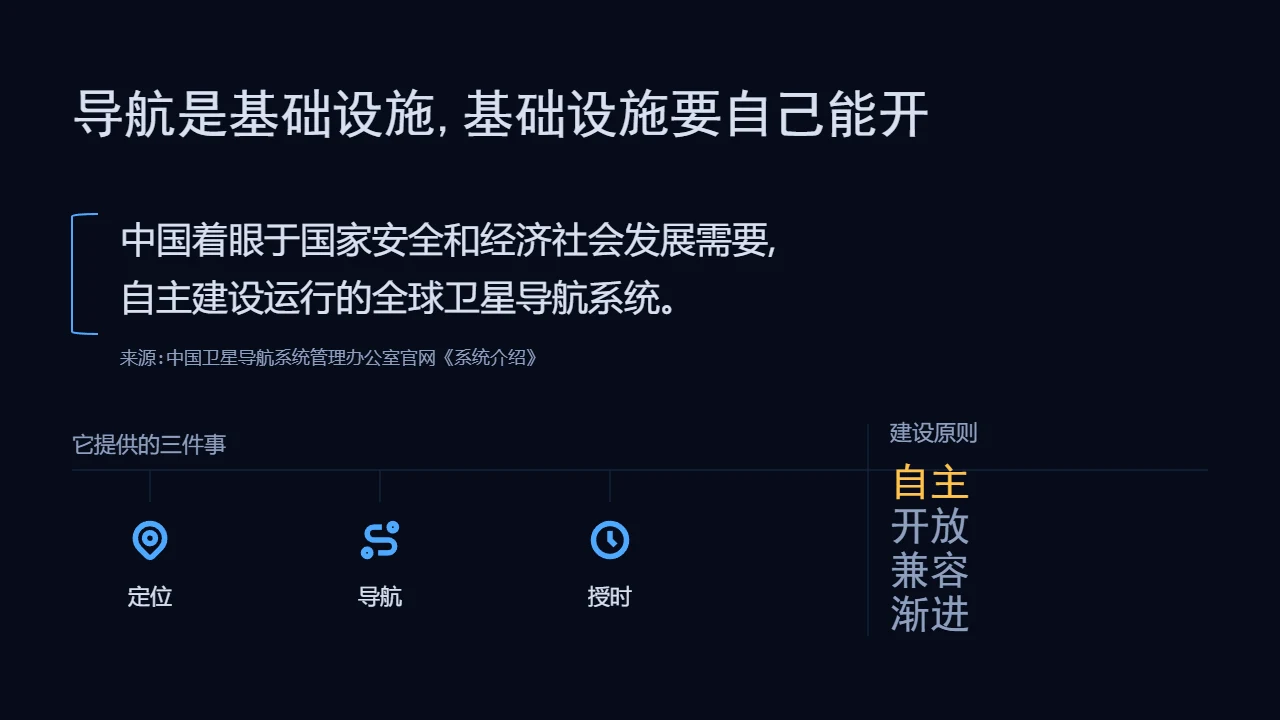 导航是基础设施,基础设施要自己能开
中国着眼于国家安全和经济社会发展需要,
自主建设运行的全球卫星导航系统。
来源:中国卫星导航系统管理办公室官网《系统介绍》
它提供的三件事
定位
导航
授时
建设原则
自主
开放
兼容
渐进